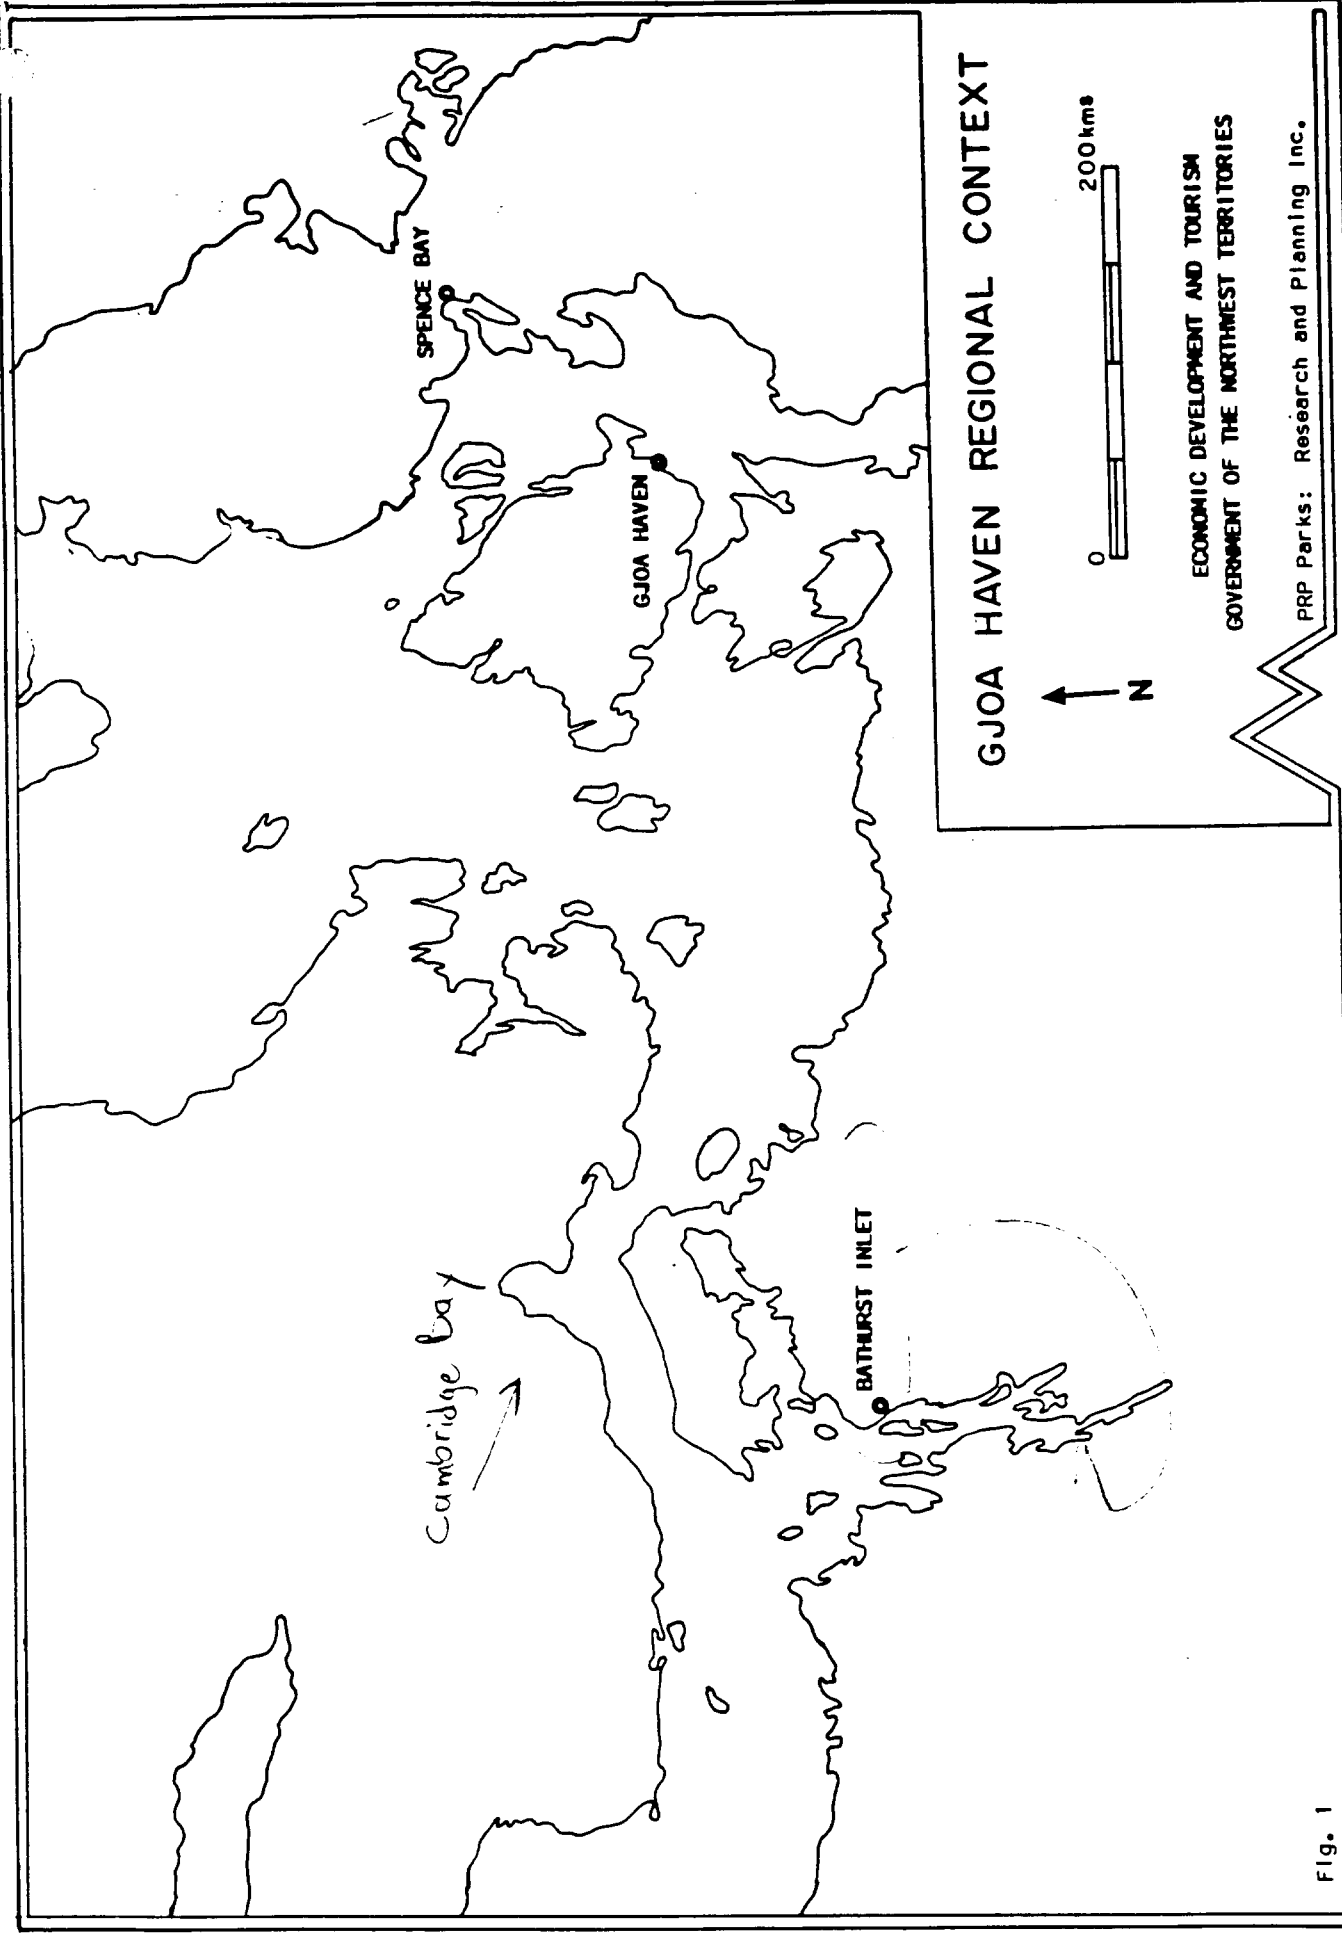 SPENCE BAY
GJOA HAVEN
Cambridge Bay
BATHURST INLET
GJOA HAVEN REGIONAL CONTEXT
N
0
200kms
ECONOMIC DEVELOPMENT AND TOURISM
GOVERNMENT OF THE NORTHWEST TERRITORIES
PRP Parks: Research and Planning Inc.
Fig. 1